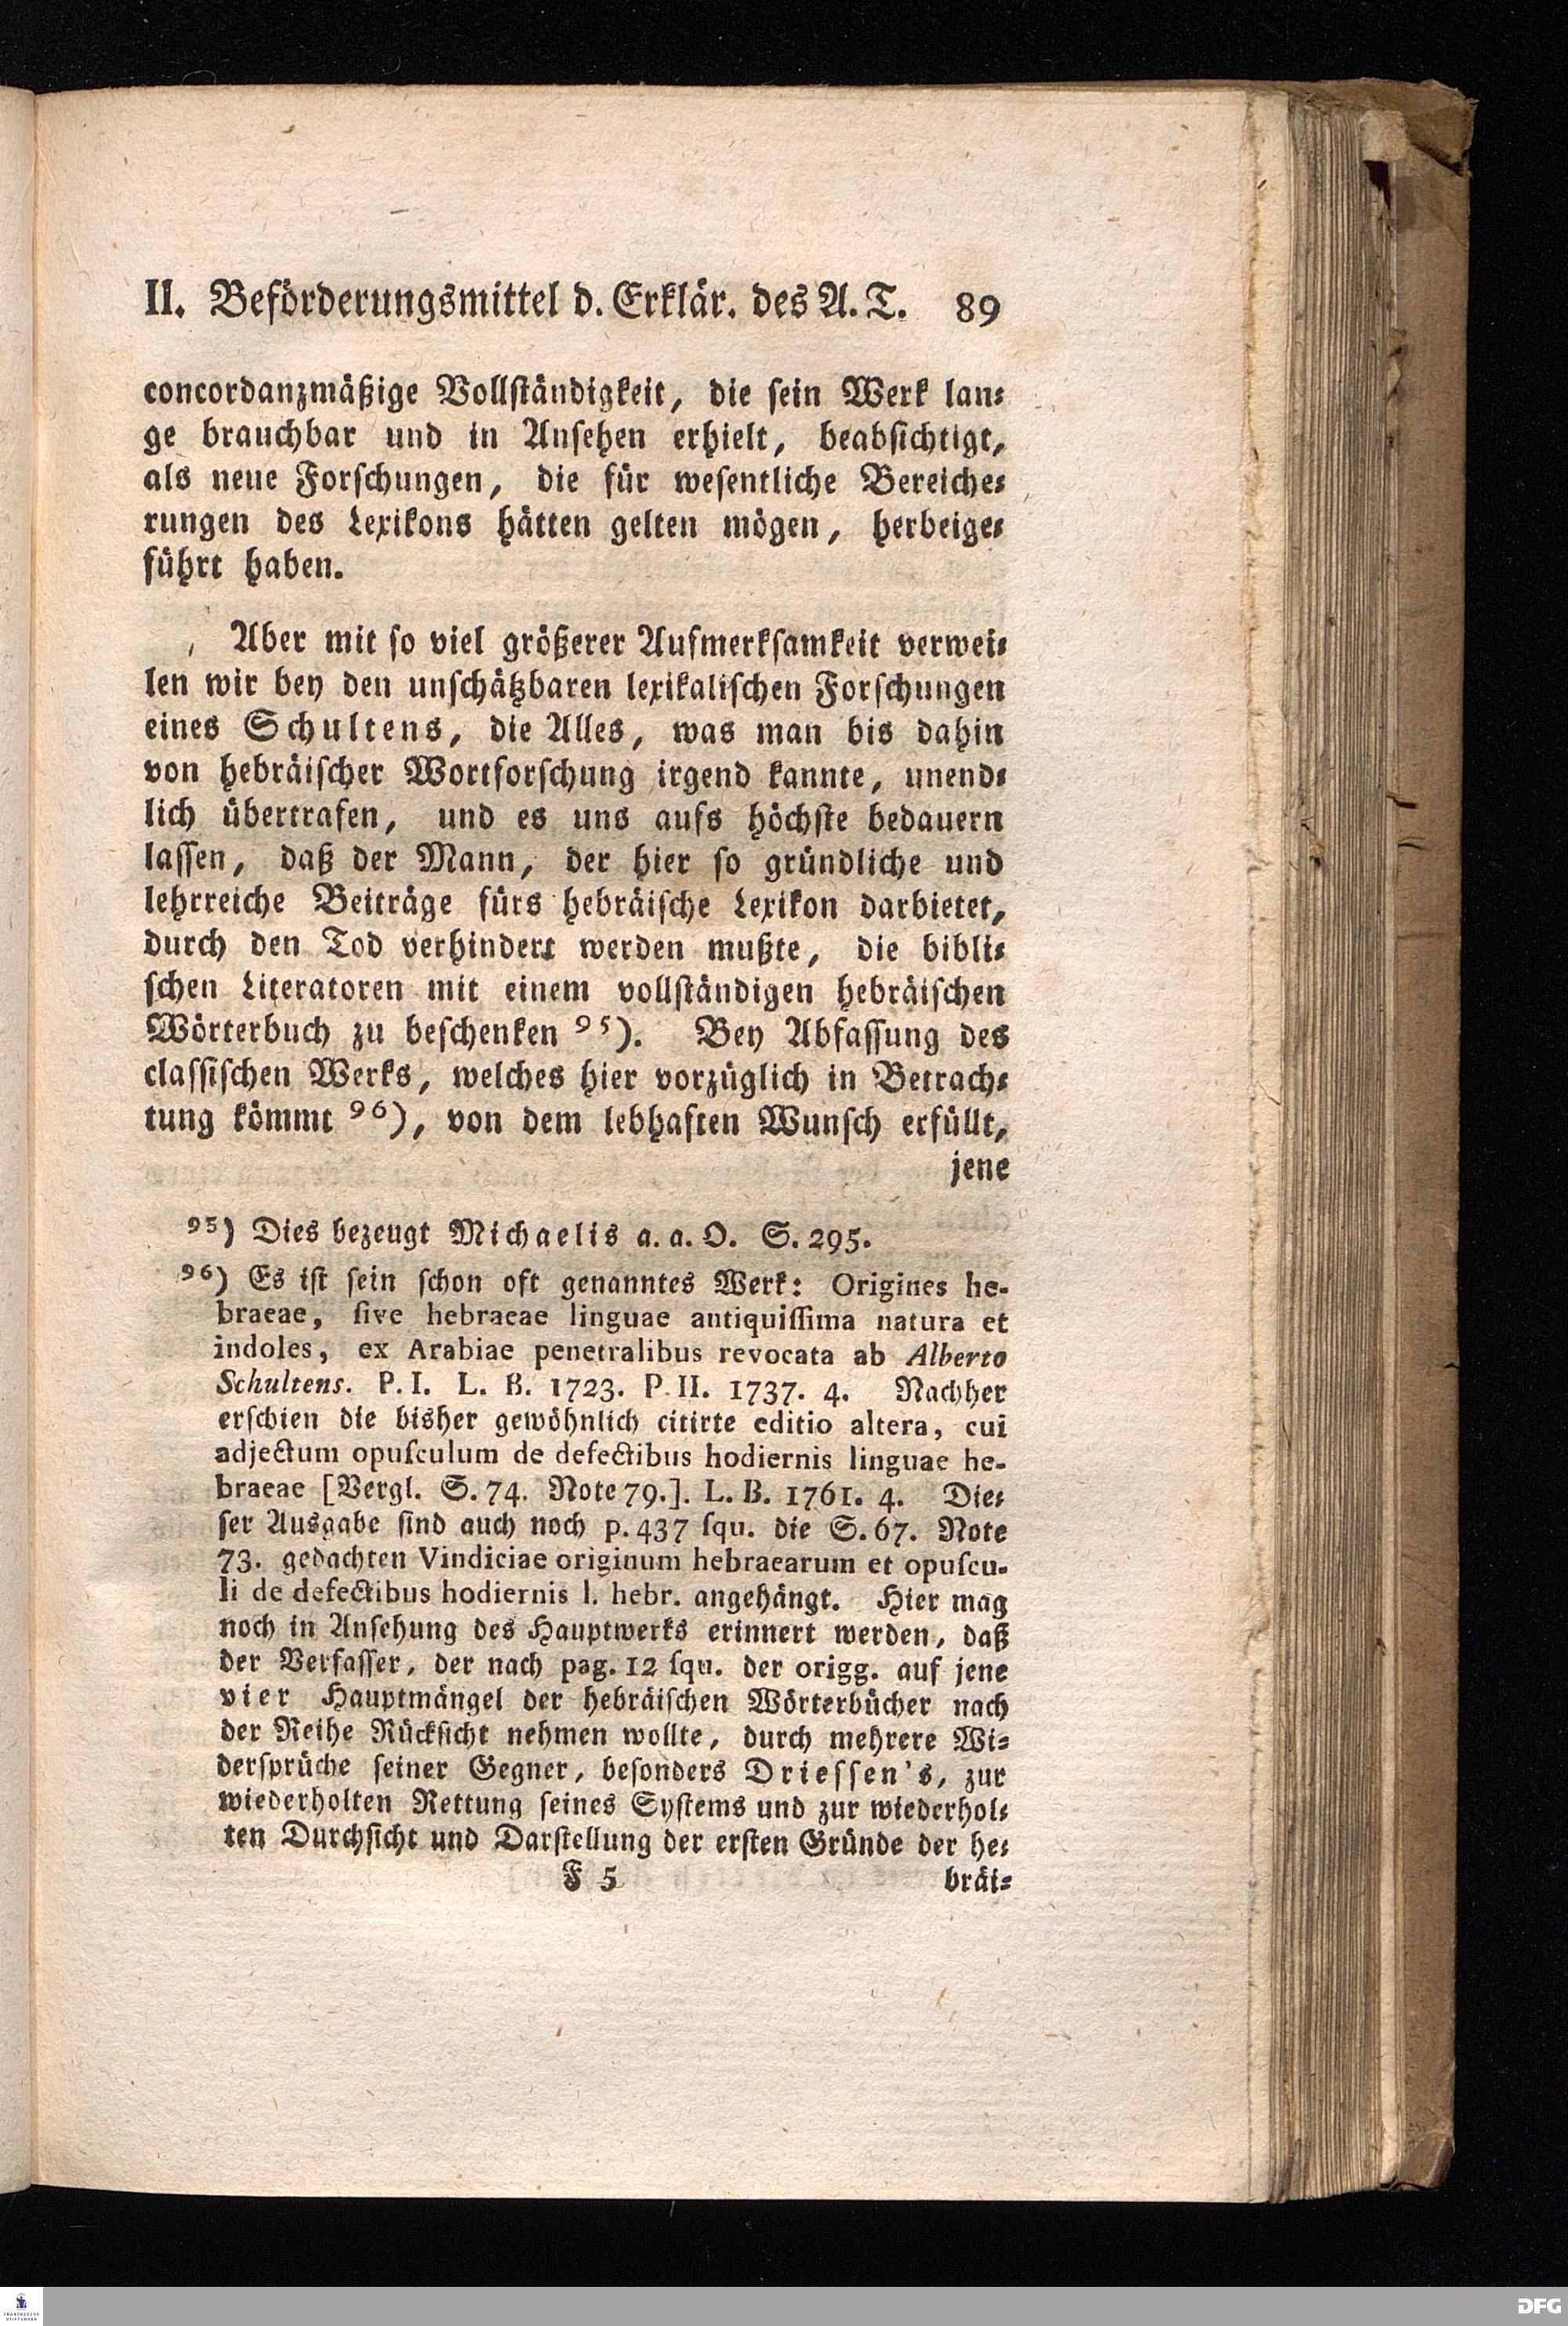 II. Beförderungsmittel d. Erklär. des A. T. 89
concordanzmäßige Vollständigkeit, die sein Werk lan-
ge brauchbar und in Ansehen erhielt, beabsichtigt,
als neue Forschungen, die für wesentliche Bereiche-
rungen des Lexikons hätten gelten mögen, herbeige-
führt haben.
Aber mit so viel größerer Aufmerksamkeit verwei-
len wir bey den unschätzbaren lexikalischen Forschungen
eines Schultens, die Alles, was man bis dahin
von hebräischer Wortforschung irgend kannte, unend-
lich übertrafen, und es uns aufs höchste bedauern
lassen, daß der Mann, der hier so gründliche und
lehrreiche Beiträge fürs hebräische Lexikon darbietet,
durch den Tod verhindert werden mußte, die bibli-
schen Literatoren mit einem vollständigen hebräischen
Wörterbuch zu beschenken 95). Bey Abfassung des
classischen Werks, welches hier vorzüglich in Betrach-
tung kömmt 96), von dem lebhaften Wunsch erfüllt,
jene
95) Dies bezeugt Michaelis a. a. O. S. 295.
96) Es ist sein schon oft genanntes Werk: Origines he-
braeae, ſive hebraeae linguae antiquiſſima natura et
indoles, ex Arabiae penetralibus revocata ab Alberto
Schultens. P. I. L. B. 1723. P. II. 1737. 4. Nachher
erschien die bisher gewöhnlich citirte editio altera, cui
adjectum opuſculum de defectibus hodiernis linguae he-
braeae [Vergl. S. 74. Note 79.]. L. B. 1761. 4. Die-
ser Ausgabe sind auch noch p. 437 ſqu. die S. 67. Note
73. gedachten Vindiciae originum hebraearum et opuſcu-
li de defectibus hodiernis l. hebr. angehängt. Hier mag
noch in Ansehung des Hauptwerks erinnert werden, daß
der Verfasser, der nach pag. 12 ſqu. der origg. auf jene
vier Hauptmängel der hebräischen Wörterbücher nach
der Reihe Rücksicht nehmen wollte, durch mehrere Wi-
dersprüche seiner Gegner, besonders Driessen's, zur
wiederholten Rettung seines Systems und zur wiederhol-
ten Durchsicht und Darstellung der ersten Gründe der he-
F 5 bräi-
FRANCKESCHE
STIFTUNGEN
DFG